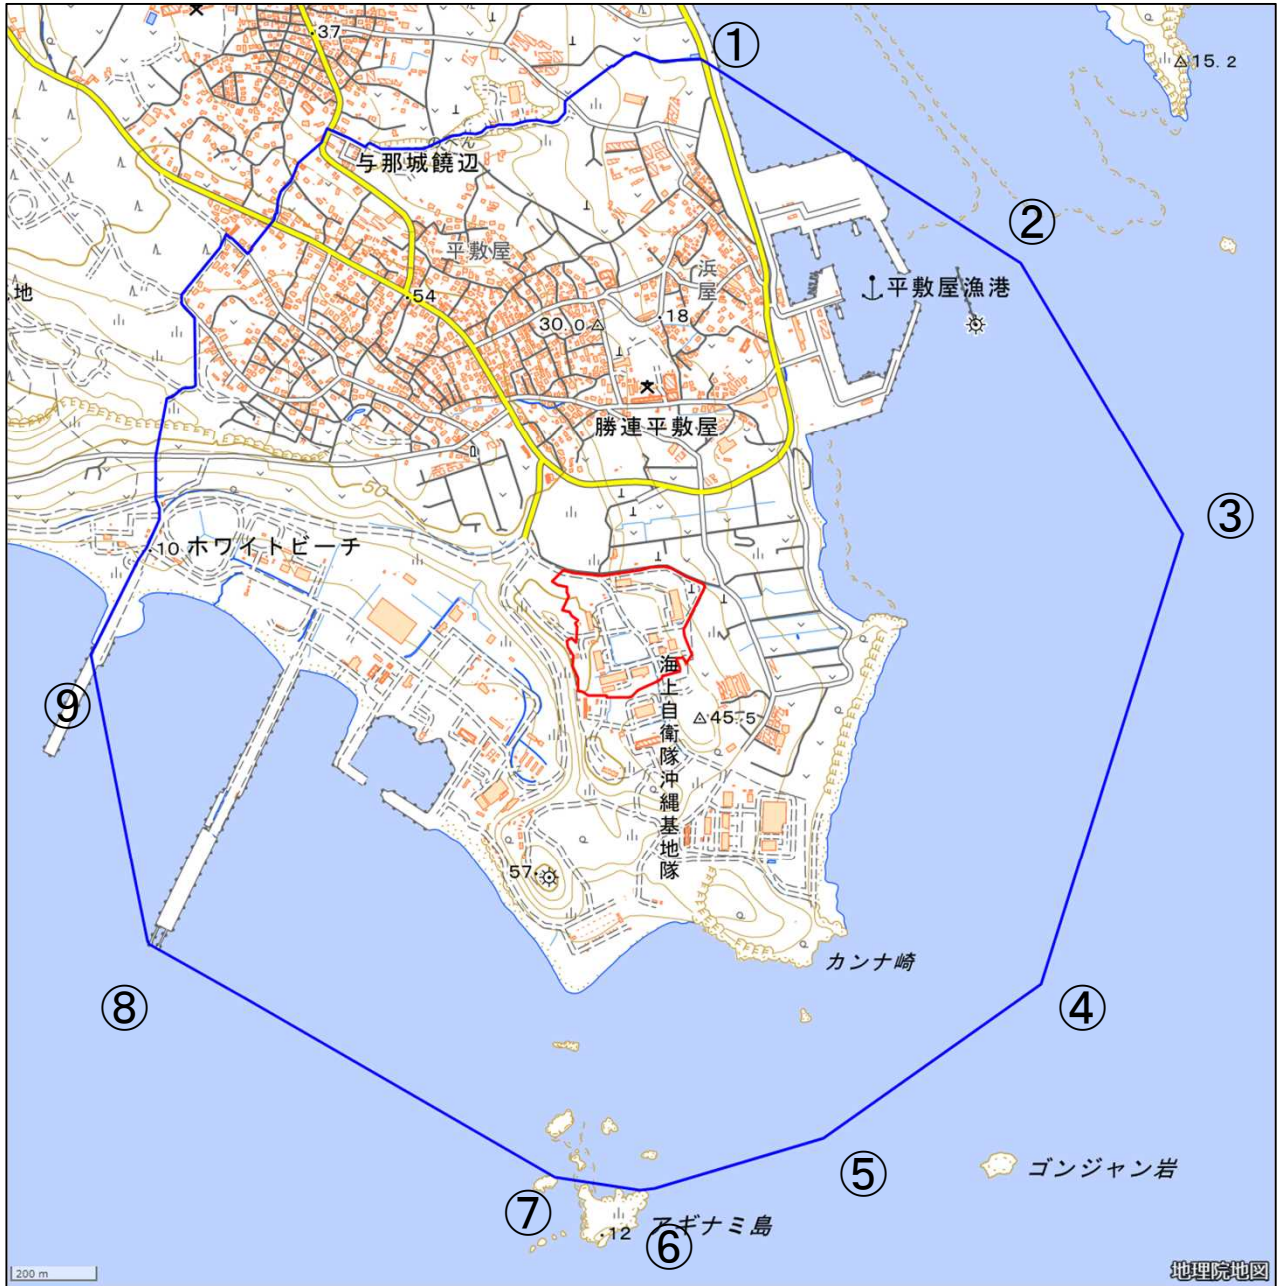 37
①
15.2
与那城饒辺
②
平敷屋
浜屋
地
54
平敷屋漁港
30.0
18
勝連平敷屋
50
③
10 ホワイトビーチ
海上自衛隊沖縄基地隊
⑨
45.5
57
カンナ崎
⑧
④
⑤
ゴンジャン岩
⑦
アギナミ島
12
⑥
200 m
地理院地図